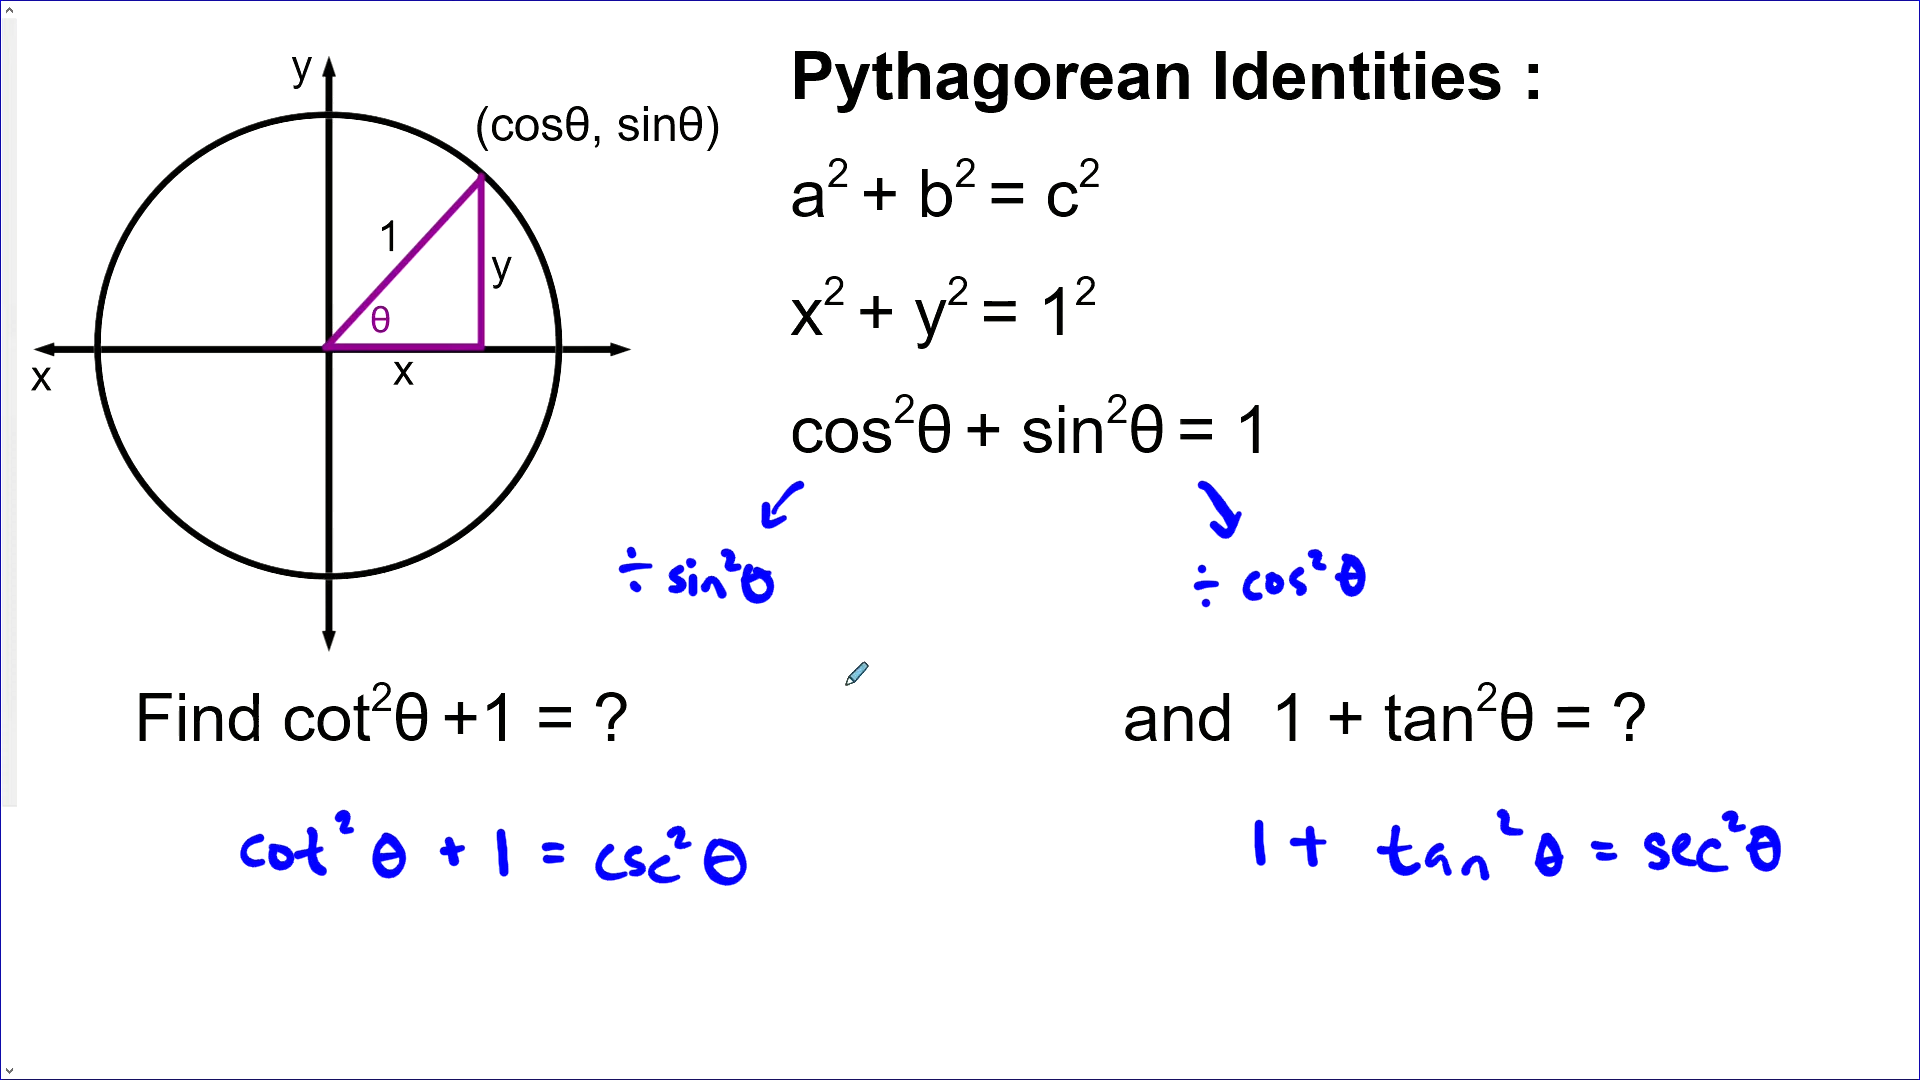 y
(cosθ, sinθ)
1
y
θ
x
x
Pythagorean Identities :
a² + b² = c²
x² + y² = 1²
cos²θ + sin²θ = 1
÷ sin²θ
÷ cos²θ
Find cot²θ +1 = ?
and 1 + tan²θ = ?
cot²θ + 1 = csc²θ
1 + tan²θ = sec²θ